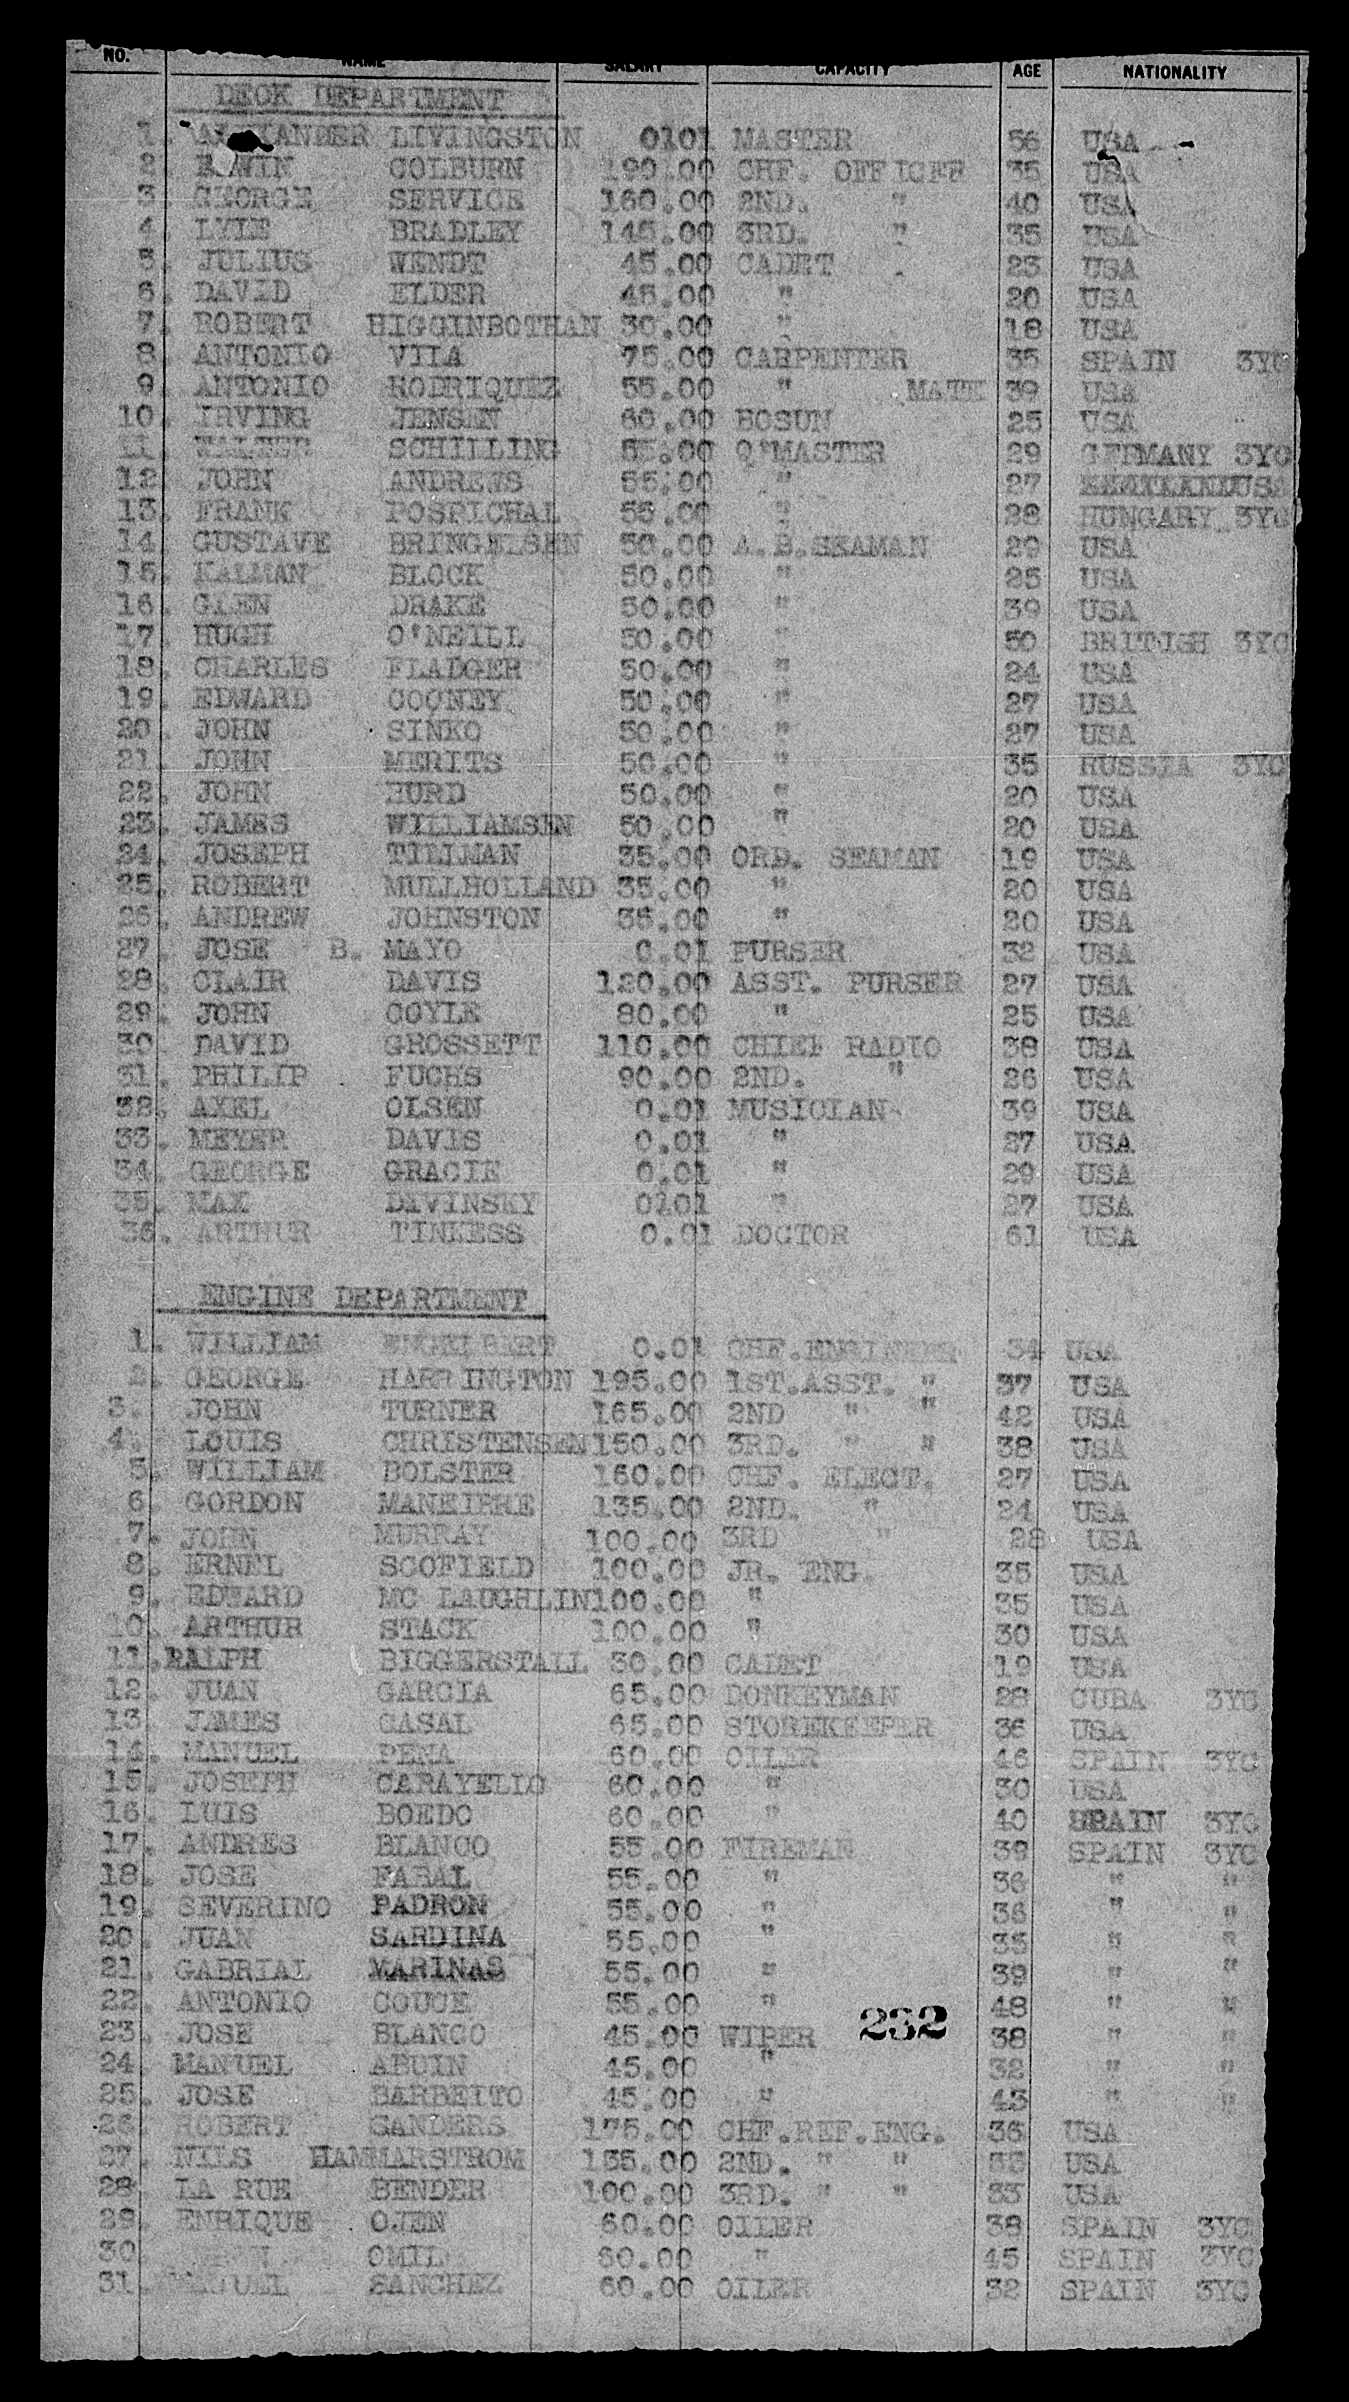 NO. NAME SALARY CAPACITY AGE NATIONALITY
DECK DEPARTMENT
1. LIVINGSTON 0101 MASTER 56 USA
2. COLBURN 190.00 CHF. OFFICER 35 USA
3. GEORGE SERVICE 160.00 2ND. " 40 USA
4. LYLE BRADLEY 145.00 3RD. " 35 USA
5. JULIUS WENDT 45.00 CADET 23 USA
6. DAVID ELDER 45.00 " 20 USA
7. ROBERT HIGGINBOTHAN 30.00 " 18 USA
8. ANTONIO VILA 75.00 CARPENTER 35 SPAIN 3YC
9. ANTONIO RODRIQUEZ 55.00 " MATE 39 USA
10. IRVING JENSEN 60.00 BOSUN 25 USA
11. WALTER SCHILLING 55.00 Q'MASTER 29 GERMANY 3YC
12. JOHN ANDREWS 55.00 " 27 USA
13. FRANK POSPICHAL 55.00 " 28 HUNGARY 3YC
14. GUSTAVE BRINGELSEN 50.00 A.B.SEAMAN 29 USA
15. KALMAN BLOCK 50.00 " 25 USA
16. GLEN DRAKE 50.00 " 39 USA
17. HUGH O'NEILL 50.00 " 50 BRITISH 3YC
18. CHARLES FLADGER 50.00 " 24 USA
19. EDWARD COONEY 50.00 " 27 USA
20. JOHN SINKO 50.00 " 27 USA
21. JOHN MERITS 50.00 " 35 RUSSIA 3YC
22. JOHN HURD 50.00 " 20 USA
23. JAMES WILLIAMSEN 50.00 " 20 USA
24. JOSEPH TILLMAN 35.00 ORD. SEAMAN 19 USA
25. ROBERT MULLHOLLAND 35.00 " 20 USA
26. ANDREW JOHNSTON 35.00 " 20 USA
27. JOSE B. MAYO 0.01 PURSER 32 USA
28. CLAIR DAVIS 120.00 ASST. PURSER 27 USA
29. JOHN COYLE 80.00 " 25 USA
30. DAVID GROSSETT 110.00 CHIEF RADIO 38 USA
31. PHILIP FUCHS 90.00 2ND. " 26 USA
32. AXEL OLSEN 0.01 MUSICIAN 39 USA
33. MEYER DAVIS 0.01 " 27 USA
34. GEORGE GRACIE 0.01 " 29 USA
35. MAX DIVINSKY 0101 " 27 USA
36. ARTHUR TINKESS 0.01 DOCTOR 61 USA
ENGINE DEPARTMENT
1. WILLIAM ENGELBERT 0.01 CHF.ENGINEER 34 USA
2. GEORGE HARRINGTON 195.00 1ST.ASST. " 37 USA
3. JOHN TURNER 165.00 2ND " " 42 USA
4. LOUIS CHRISTENSEN 150.00 3RD. " " 38 USA
5. WILLIAM BOLSTER 160.00 CHF. ELECT. 27 USA
6. GORDON 135.00 2ND. " 24 USA
7. JOHN MURRAY 100.00 3RD " 28 USA
8. ERNEL SCOFIELD 100.00 JR. ENG. 35 USA
9. EDWARD MC LAUGHLIN 100.00 " 35 USA
10. ARTHUR STACK 100.00 " 30 USA
11. RALPH BIGGERSTALL 30.00 CADET 19 USA
12. JUAN GARCIA 65.00 DONKEYMAN 28 CUBA 3YC
13. JAMES CASAL 65.00 STOREKEEPER 36 USA
14. MANUEL PENA 60.00 OILER 46 SPAIN 3YC
15. JOSEPH CARAYELIO 60.00 " 30 USA
16. LUIS BOEDO 60.00 " 40 SPAIN 3YC
17. ANDRES BLANCO 55.00 FIREMAN 39 SPAIN 3YC
18. JOSE FARAL 55.00 " 36 " "
19. SEVERINO PADRON 55.00 " 36 " "
20. JUAN SARDINA 55.00 " 35 " "
21. GABRIAL MARINAS 55.00 " 39 " "
22. ANTONIO COUCE 55.00 " 48 " "
232
23. JOSE BLANCO 45.00 WIPER 38 " "
24. MANUEL ABUIN 45.00 " 32 " "
25. JOSE BARBEITO 45.00 " 43 " "
26. ROBERT SANDERS 175.00 CHF.REF.ENG. 36 USA
27. NILS HAMMARSTROM 135.00 2ND. " " USA
28. LA RUE BENDER 100.00 3RD. " " 33 USA
29. ENRIQUE OJEN 60.00 OILER 38 SPAIN 3YC
30 OMIL 60.00 " 45 SPAIN 3YC
31. SANCHEZ 60.00 OILER 32 SPAIN 3YC